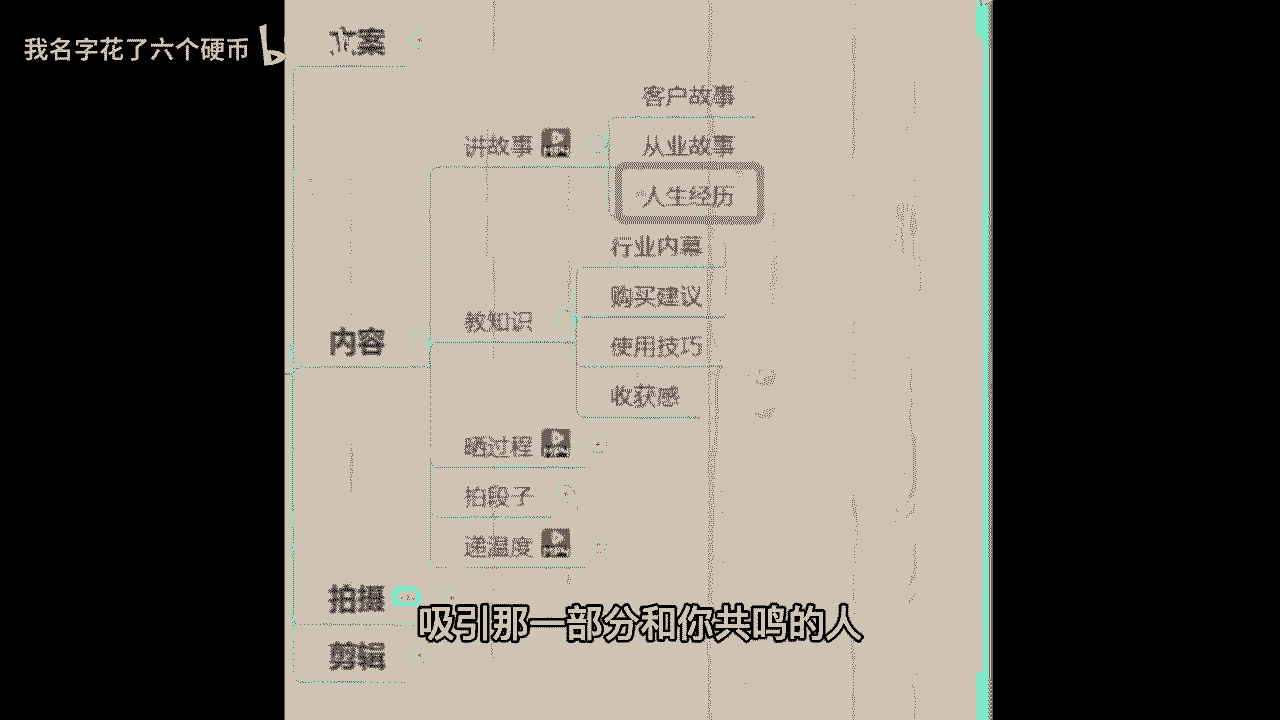 我名字花了六个硬币
文案
客户故事
讲故事
从业故事
人生经历
行业内幕
购买建议
教知识
使用技巧
内容
收获感
晒过程
拍段子
递温度
拍摄
吸引那一部分和你共鸣的人
剪辑